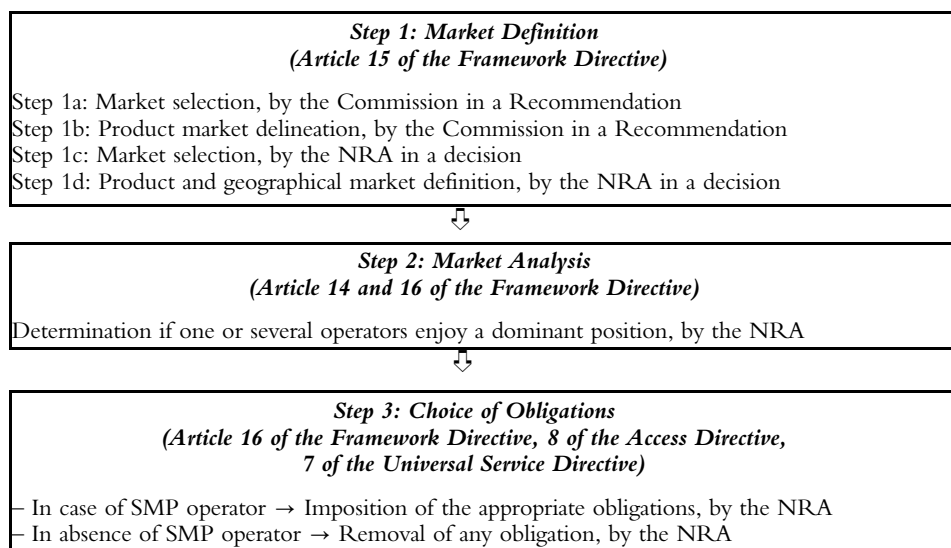 Step 1: Market Definition
(Article 15 of the Framework Directive)
Step 1a: Market selection, by the Commission in a Recommendation
Step 1b: Product market delineation, by the Commission in a Recommendation
Step 1c: Market selection, by the NRA in a decision
Step 1d: Product and geographical market definition, by the NRA in a decision
⇩
Step 2: Market Analysis
(Article 14 and 16 of the Framework Directive)
Determination if one or several operators enjoy a dominant position, by the NRA
⇩
Step 3: Choice of Obligations
(Article 16 of the Framework Directive, 8 of the Access Directive,
7 of the Universal Service Directive)
– In case of SMP operator → Imposition of the appropriate obligations, by the NRA
– In absence of SMP operator → Removal of any obligation, by the NRA